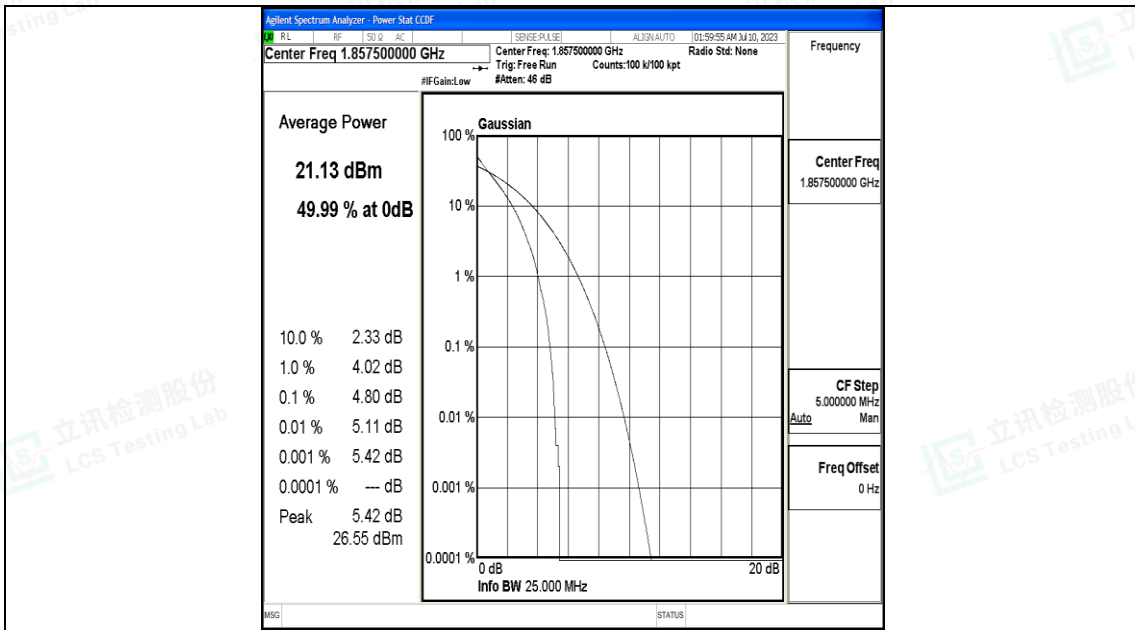 Agilent Spectrum Analyzer - Power Stat CCDF
RL RF 50 Ω AC SENSE:PULSE ALIGNAUTO 01:59:55 AM Jul 10, 2023
Center Freq 1.857500000 GHz
Center Freq: 1.857500000 GHz Radio Std: None
Trig: Free Run Counts:100 k/100 kpt
#IFGain:Low #Atten: 46 dB
Frequency
Average Power
21.13 dBm
49.99 % at 0dB
10.0 % 2.33 dB
1.0 % 4.02 dB
0.1 % 4.80 dB
0.01 % 5.11 dB
0.001 % 5.42 dB
0.0001 % --- dB
Peak 5.42 dB
26.55 dBm
Gaussian
100 %
10 %
1 %
0.1 %
0.01 %
0.001 %
0.0001 %
0 dB 20 dB
Info BW 25.000 MHz
Center Freq
1.857500000 GHz
CF Step
5.000000 MHz
Auto Man
Freq Offset
0 Hz
MSG STATUS
立讯检测股份
LCS Testing Lab
立讯检测股份
LCS Testing L